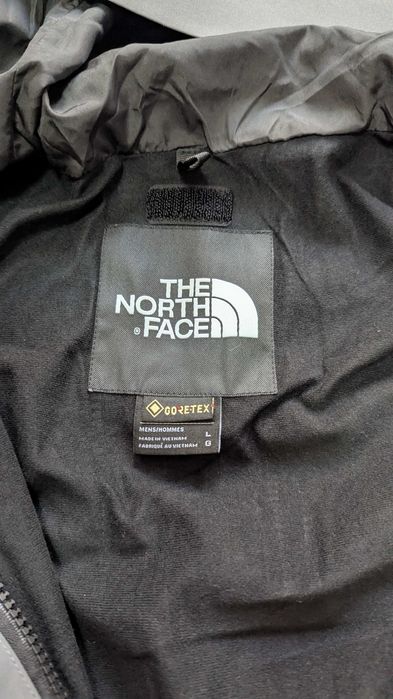 THE
NORTH
® FACE
GORE-TEX
MENS/HOMMES
MADE IN VIETNAM L
FABRIQUÉ AU VIETNAM G